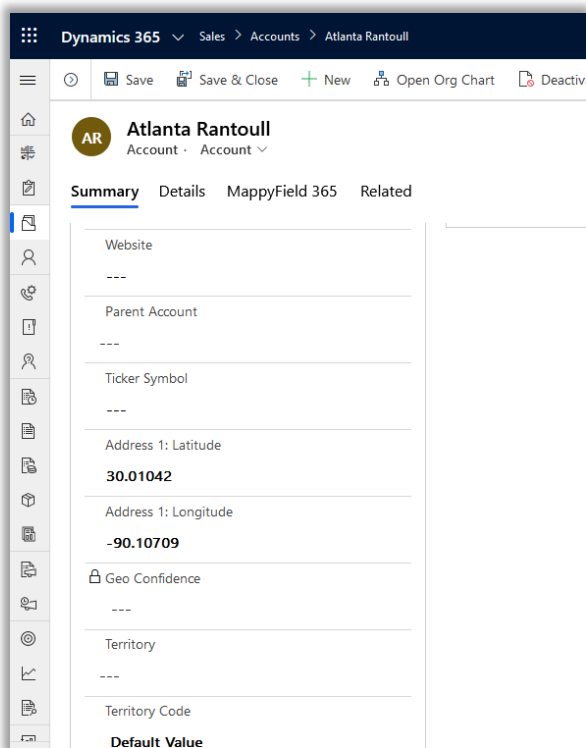 Dynamics 365 Sales > Accounts > Atlanta Rantoull
Save Save & Close New Open Org Chart Deactiv
AR
Atlanta Rantoull
Account · Account
Summary Details MappyField 365 Related
Website
---
Parent Account
---
Ticker Symbol
---
Address 1: Latitude
30.01042
Address 1: Longitude
-90.10709
Geo Confidence
---
Territory
---
Territory Code
Default Value